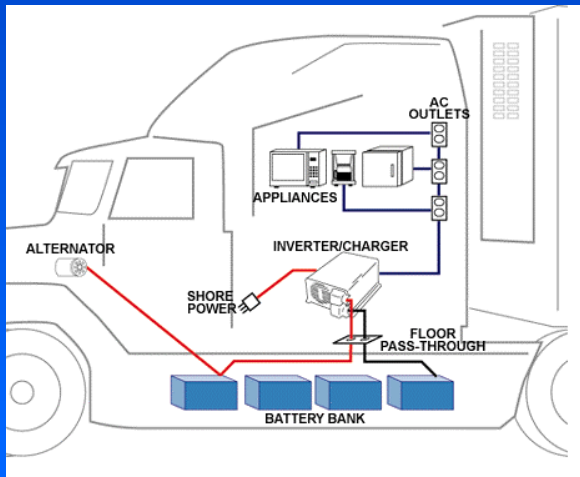 AC
OUTLETS
APPLIANCES
ALTERNATOR
INVERTER/CHARGER
SHORE
POWER
FLOOR
PASS-THROUGH
BATTERY BANK